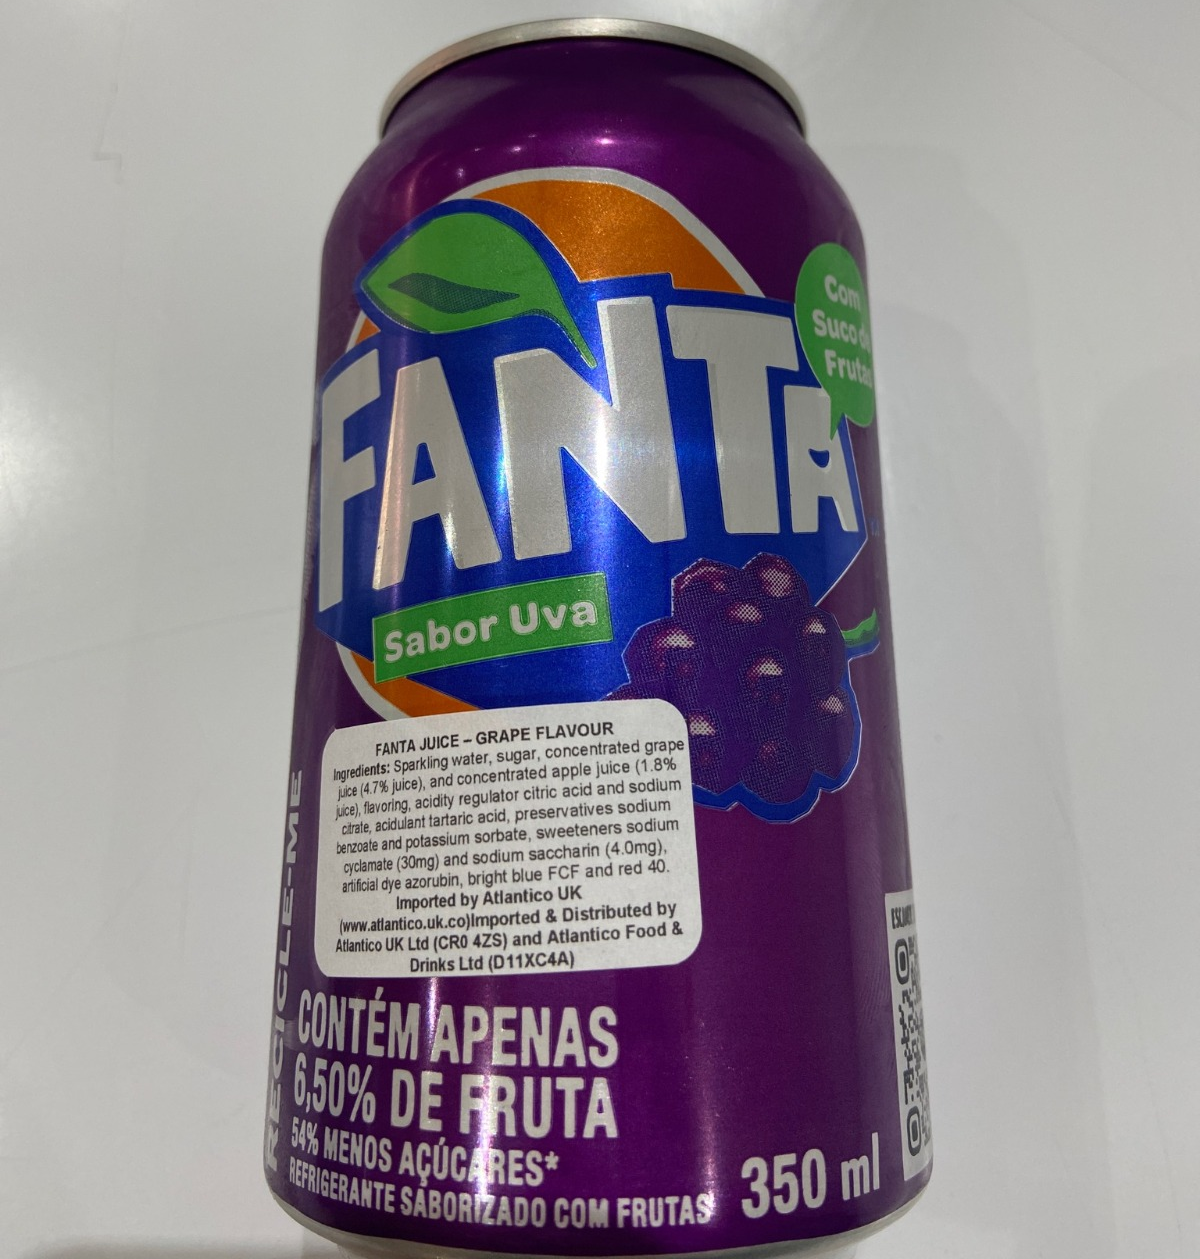 Com
Suco de
Frutas
FANTA
Sabor Uva
FANTA JUICE – GRAPE FLAVOUR
Ingredients: Sparkling water, sugar, concentrated grape
juice (4.7% juice), and concentrated apple juice (1.8%
juice), flavoring, acidity regulator citric acid and sodium
citrate, acidulant tartaric acid, preservatives sodium
benzoate and potassium sorbate, sweeteners sodium
cyclamate (30mg) and sodium saccharin (4.0mg),
artificial dye azorubin, bright blue FCF and red 40.
Imported by Atlantico UK
(www.atlantico.uk.co)Imported & Distributed by
Atlantico UK Ltd (CR0 4ZS) and Atlantico Food &
Drinks Ltd (D11XC4A)
RECICLE-ME
CONTÉM APENAS
6,50% DE FRUTA
54% MENOS AÇÚCARES*
REFRIGERANTE SABORIZADO COM FRUTAS
350 ml